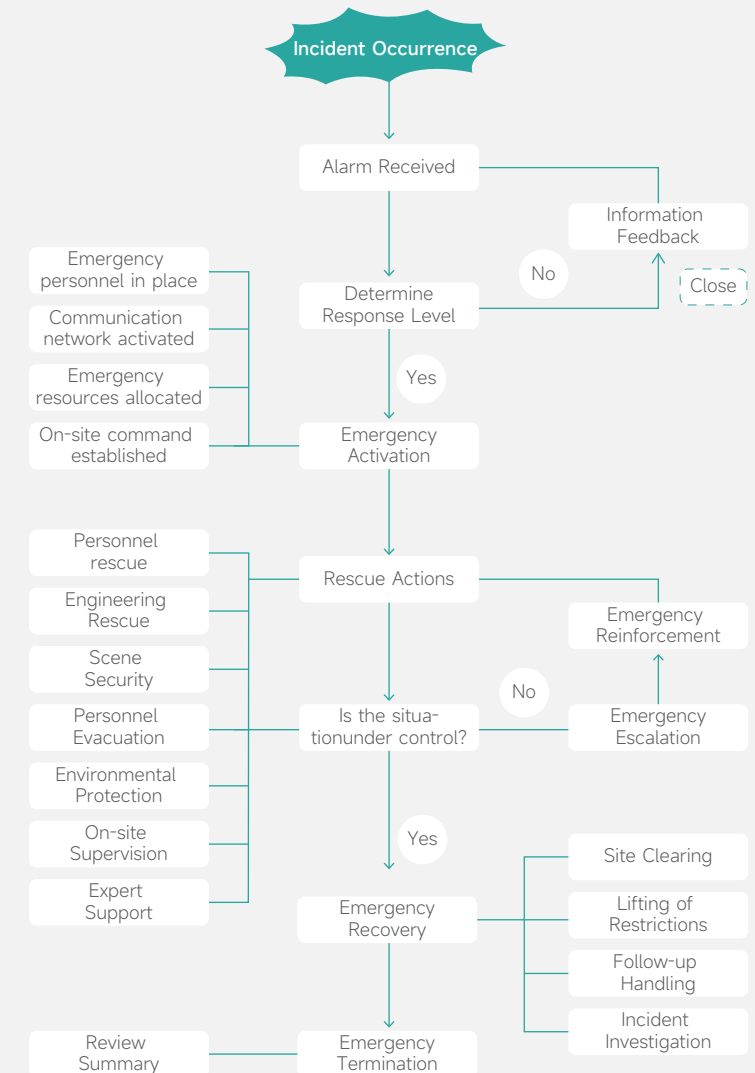 Incident Occurrence
Alarm Received
Information
Feedback
Emergency
personnel in place
No
Close
Determine
Response Level
Communication
network activated
Yes
Emergency
resources allocated
On-site command
established
Emergency
Activation
Personnel
rescue
Rescue Actions
Engineering
Rescue
Emergency
Reinforcement
Scene
Security
No
Personnel
Evacuation
Is the situa-
tionunder control?
Emergency
Escalation
Environmental
Protection
Yes
On-site
Supervision
Site Clearing
Expert
Support
Emergency
Recovery
Lifting of
Restrictions
Follow-up
Handling
Incident
Investigation
Review
Summary
Emergency
Termination